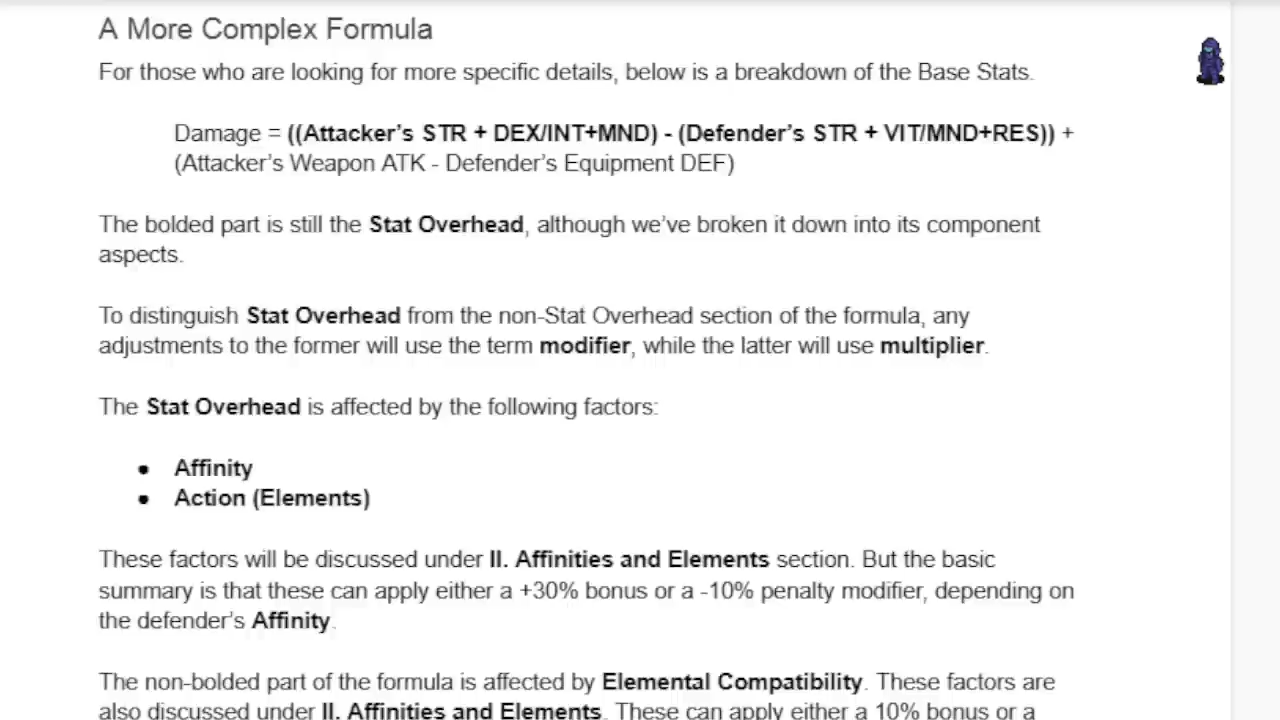 A More Complex Formula
For those who are looking for more specific details, below is a breakdown of the Base Stats.
Damage = ((Attacker's STR + DEX/INT+MND) - (Defender's STR + VIT/MND+RES)) +
(Attacker's Weapon ATK - Defender's Equipment DEF)
The bolded part is still the Stat Overhead, although we've broken it down into its component
aspects.
To distinguish Stat Overhead from the non-Stat Overhead section of the formula, any
adjustments to the former will use the term modifier, while the latter will use multiplier.
The Stat Overhead is affected by the following factors:
● Affinity
● Action (Elements)
These factors will be discussed under II. Affinities and Elements section. But the basic
summary is that these can apply either a +30% bonus or a -10% penalty modifier, depending on
the defender's Affinity.
The non-bolded part of the formula is affected by Elemental Compatibility. These factors are
also discussed under II. Affinities and Elements. These can apply either a 10% bonus or a